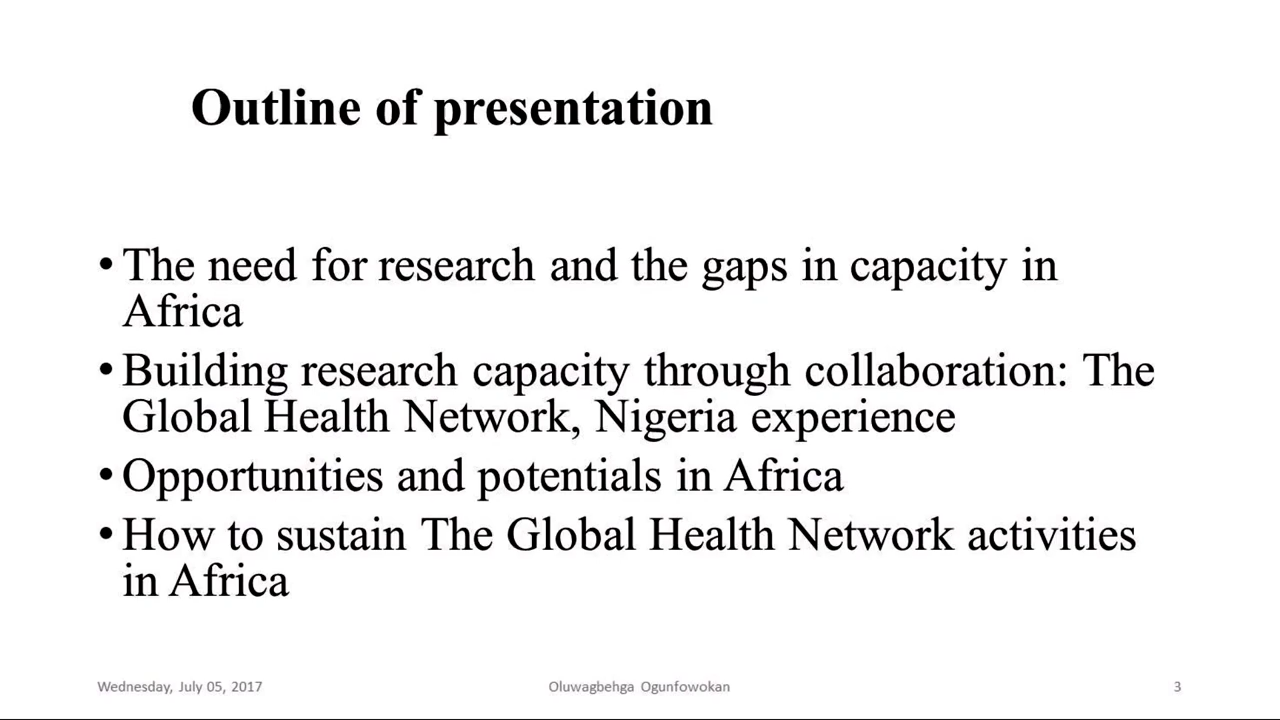 Outline of presentation
• The need for research and the gaps in capacity in
Africa
• Building research capacity through collaboration: The
Global Health Network, Nigeria experience
• Opportunities and potentials in Africa
• How to sustain The Global Health Network activities
in Africa
Wednesday, July 05, 2017 Oluwagbehga Ogunfowokan 3